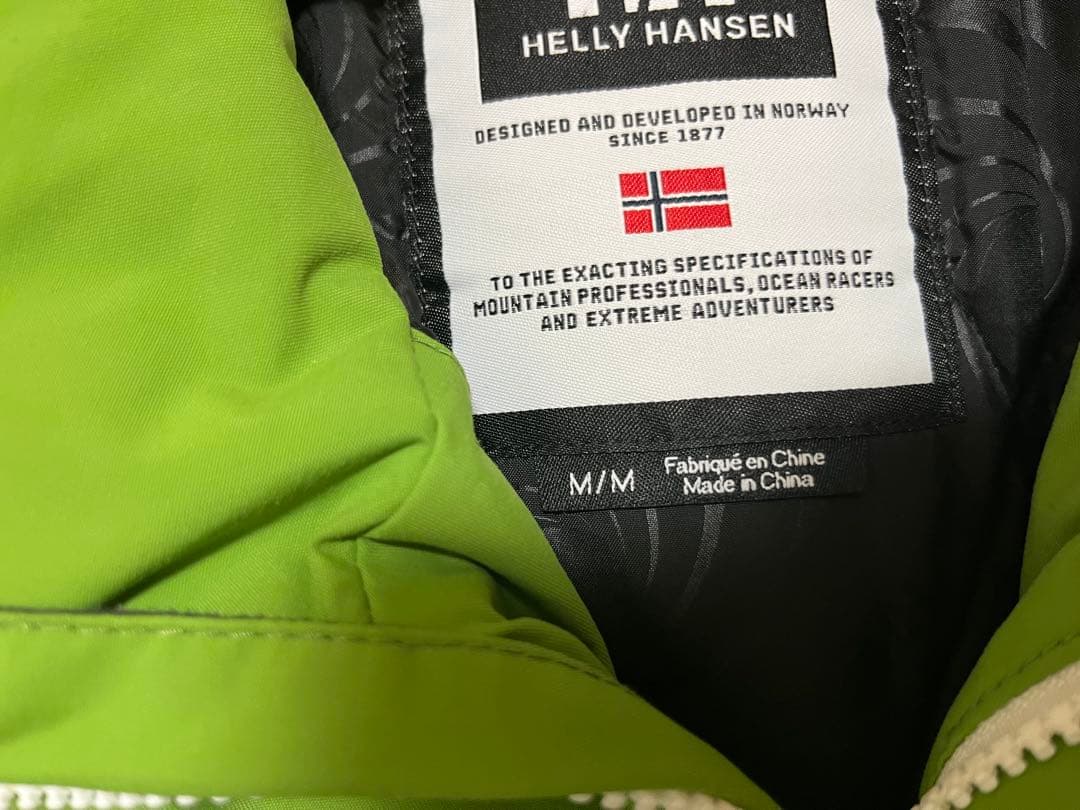 HELLY HANSEN
DESIGNED AND DEVELOPED IN NORWAY
SINCE 1877
TO THE EXACTING SPECIFICATIONS OF
MOUNTAIN PROFESSIONALS, OCEAN RACERS
AND EXTREME ADVENTURERS
M/M
Fabriqué en Chine
Made in China